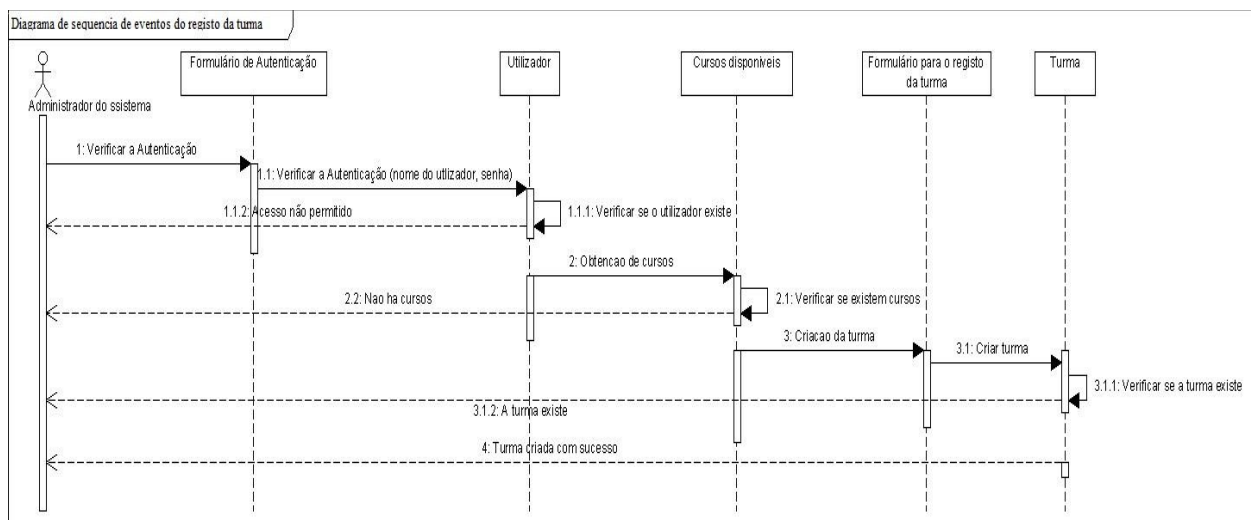 Diagrama de sequencia de eventos do registo da turma
Formulário de Autenticação
Utilizador
Cursos disponíveis
Formulário para o registo
da turma
Turma
Administrador do ssistema
1: Verificar a Autenticação
1.1: Verificar a Autenticação (nome do utlizador, senha)
1.1.2: Acesso não permitido
1.1.1: Verificar se o utilizador existe
2: Obtencao de cursos
2.2: Nao ha cursos
2.1: Verificar se existem cursos
3: Criacao da turma
3.1: Criar turma
3.1.1: Verificar se a turma existe
3.1.2: A turma existe
4: Turma criada com sucesso